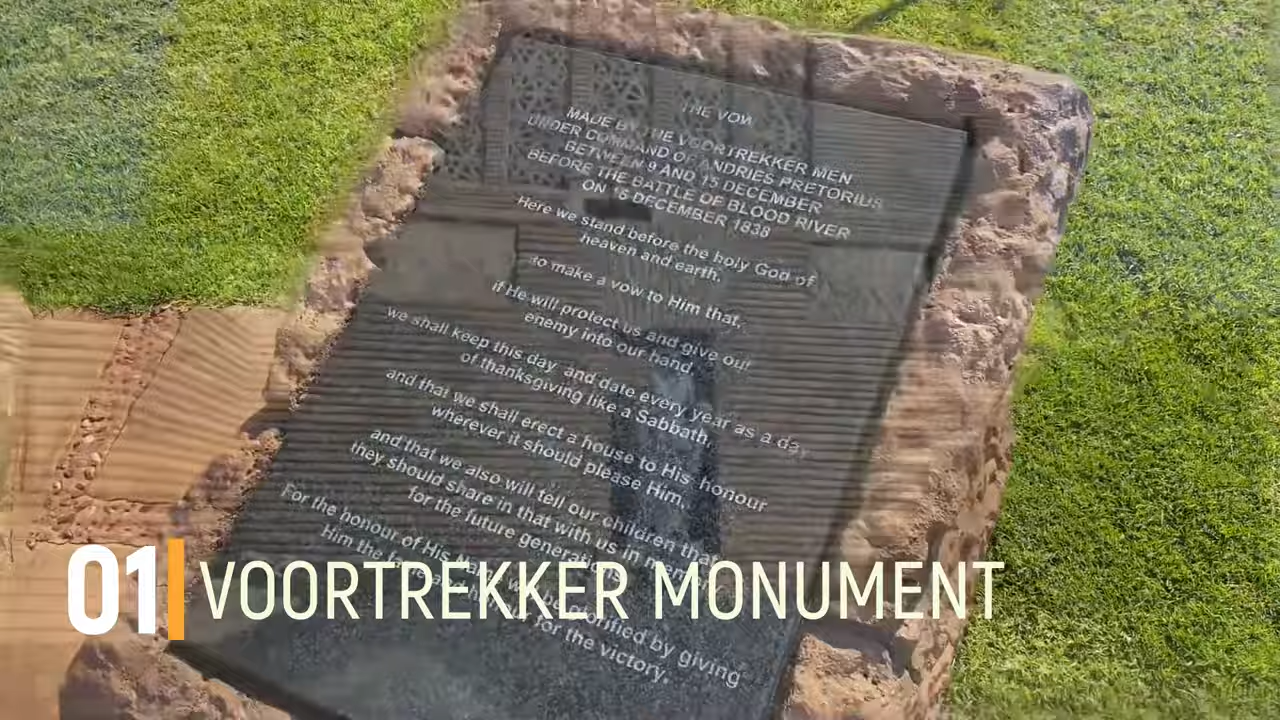 THE VOW
MADE BY THE VOORTREKKER MEN
UNDER COMMAND OF ANDRIES PRETORIUS
BETWEEN 9 AND 15 DECEMBER
BEFORE THE BATTLE OF BLOOD RIVER
ON 16 DECEMBER 1838
Here we stand before the holy God of
heaven and earth,
to make a vow to Him that,
if He will protect us and give our
enemy into our hand,
we shall keep this day and date every year as a day
of thanksgiving like a Sabbath,
and that we shall erect a house to His honour
wherever it should please Him,
and that we also will tell our children that
they should share in that with us in
for the future generations
For the honour of His Name will be glorified by giving
Him the for the victory.
01 VOORTREKKER MONUMENT